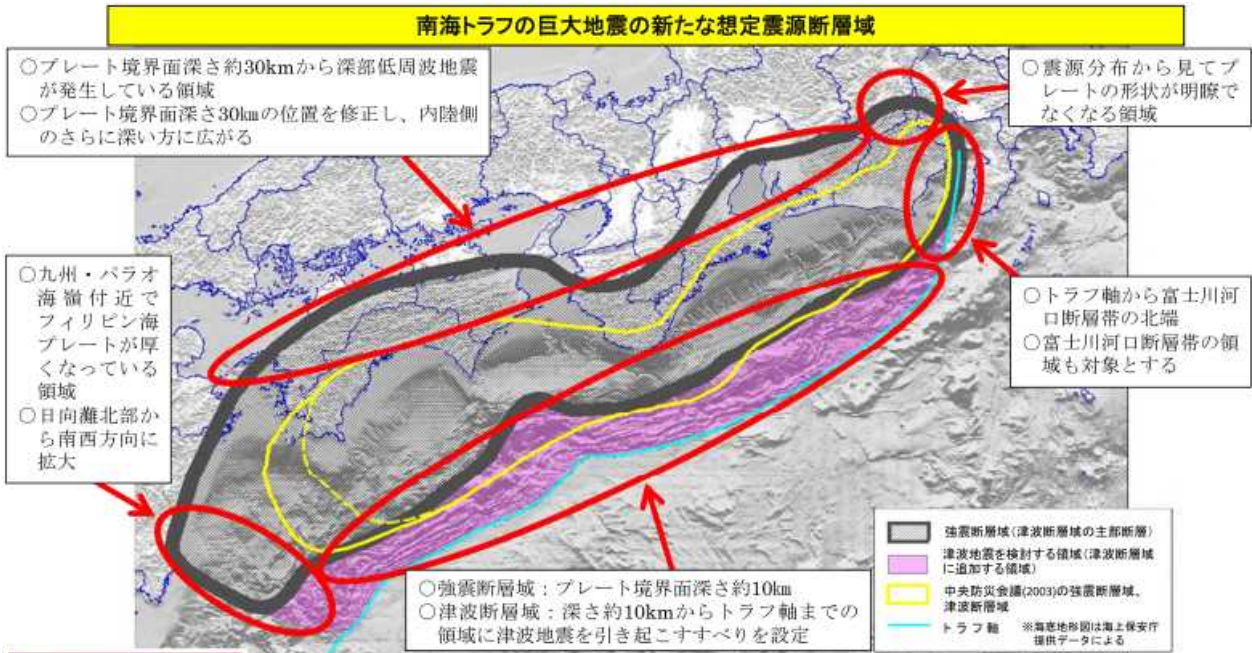 南海トラフの巨大地震の新たな想定震源断層域
○プレート境界面深さ約30kmから深部低周波地震
が発生している領域
○プレート境界面深さ30㎞の位置を修正し、内陸側
のさらに深い方に広がる
○震源分布から見てプ
レートの形状が明瞭で
なくなる領域
○九州・パラオ
海嶺付近で
フィリピン海
プレートが厚
くなっている
領域
○日向灘北部か
ら南西方向に
拡大
○トラフ軸から富士川河
口断層帯の北端
○富士川河口断層帯の領
域も対象とする
○強震断層域：プレート境界面深さ約10㎞
○津波断層域：深さ約10kmからトラフ軸までの
領域に津波地震を引き起こすすべりを設定
強震断層域(津波断層域の主部断層)
津波地震を検討する領域(津波断層域
に追加する領域)
中央防災会議(2003)の強震断層域、
津波断層域
トラフ軸
※海底地形図は海上保安庁
提供データによる